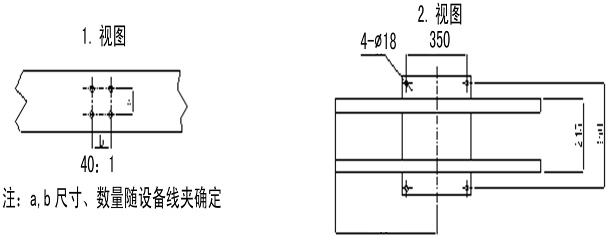 1. 视图
40: 1
注: a,b 尺寸、数量随设备线夹确定
2. 视图
4-ø18
350